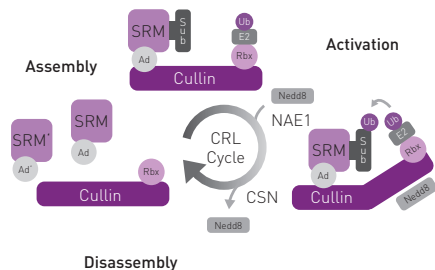 Assembly
SRM
Sub
Ad
Ub
E2
Rbx
Cullin
Activation
Nedd8
NAE1
CRL
Cycle
CSN
Nedd8
SRM
Sub
Ub
Ub
E2
Rbx
Ad
Cullin
Nedd8
SRM´
Ad´
SRM
Ad
Rbx
Cullin
Disassembly